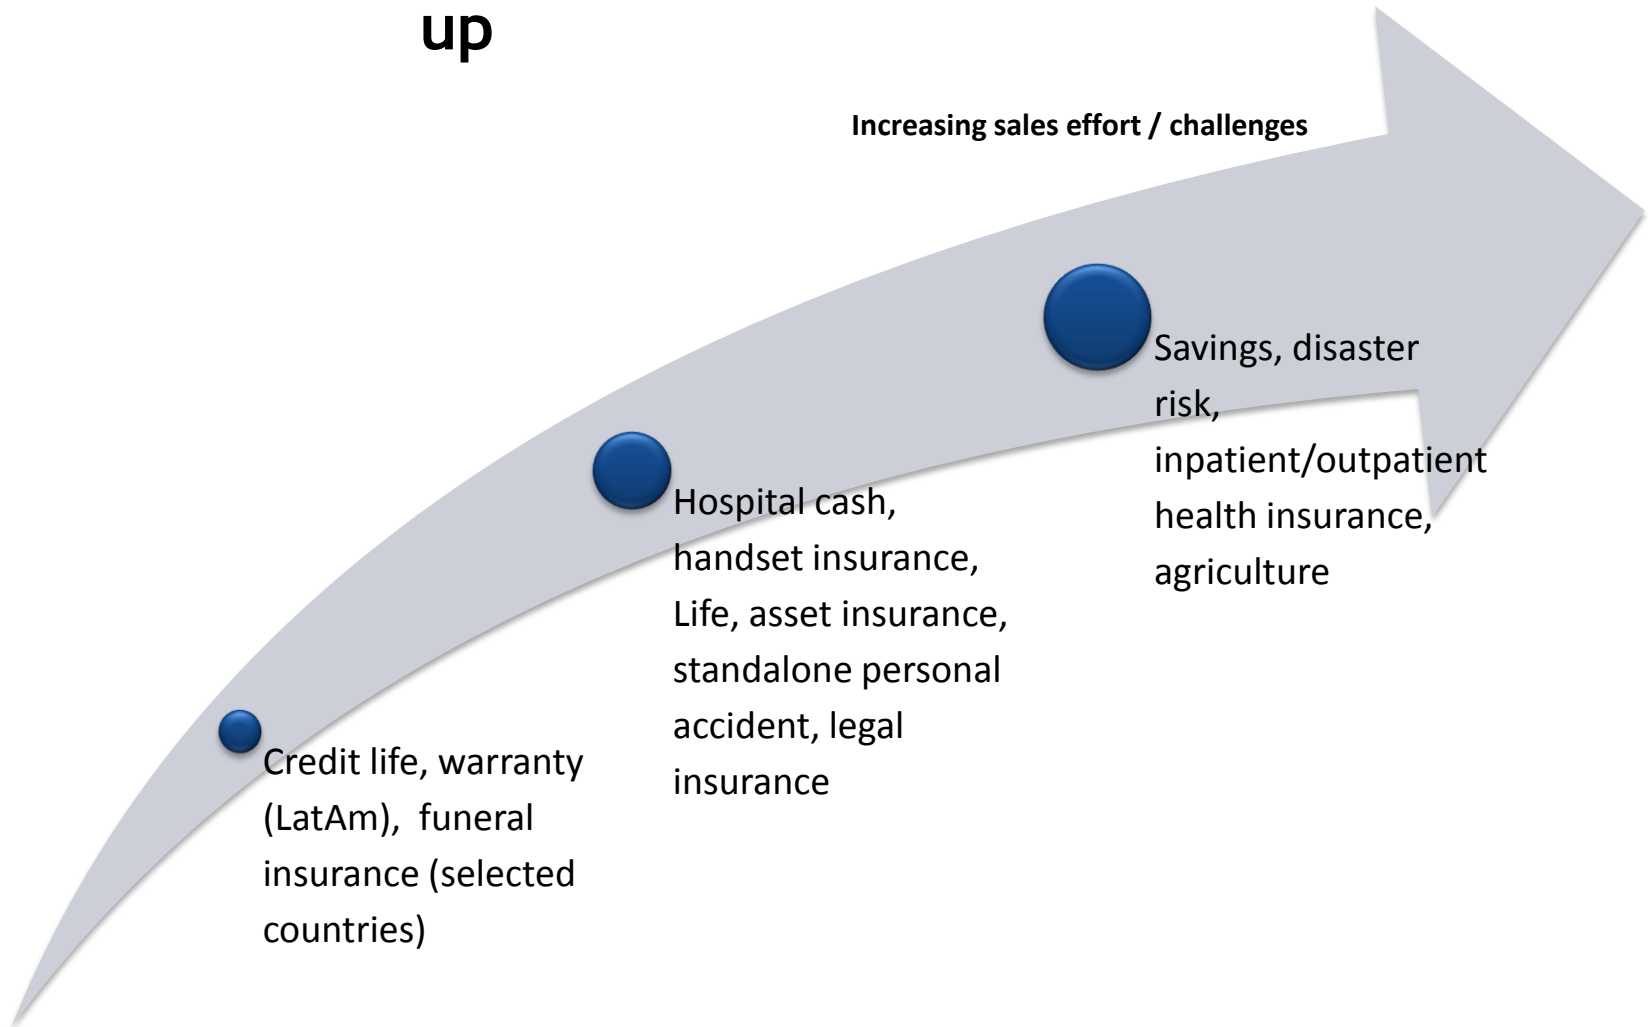 up
Increasing sales effort / challenges
Savings, disaster
risk,
inpatient/outpatient
health insurance,
agriculture
Hospital cash,
handset insurance,
Life, asset insurance,
standalone personal
accident, legal
insurance
Credit life, warranty
(LatAm),  funeral
insurance (selected
countries)